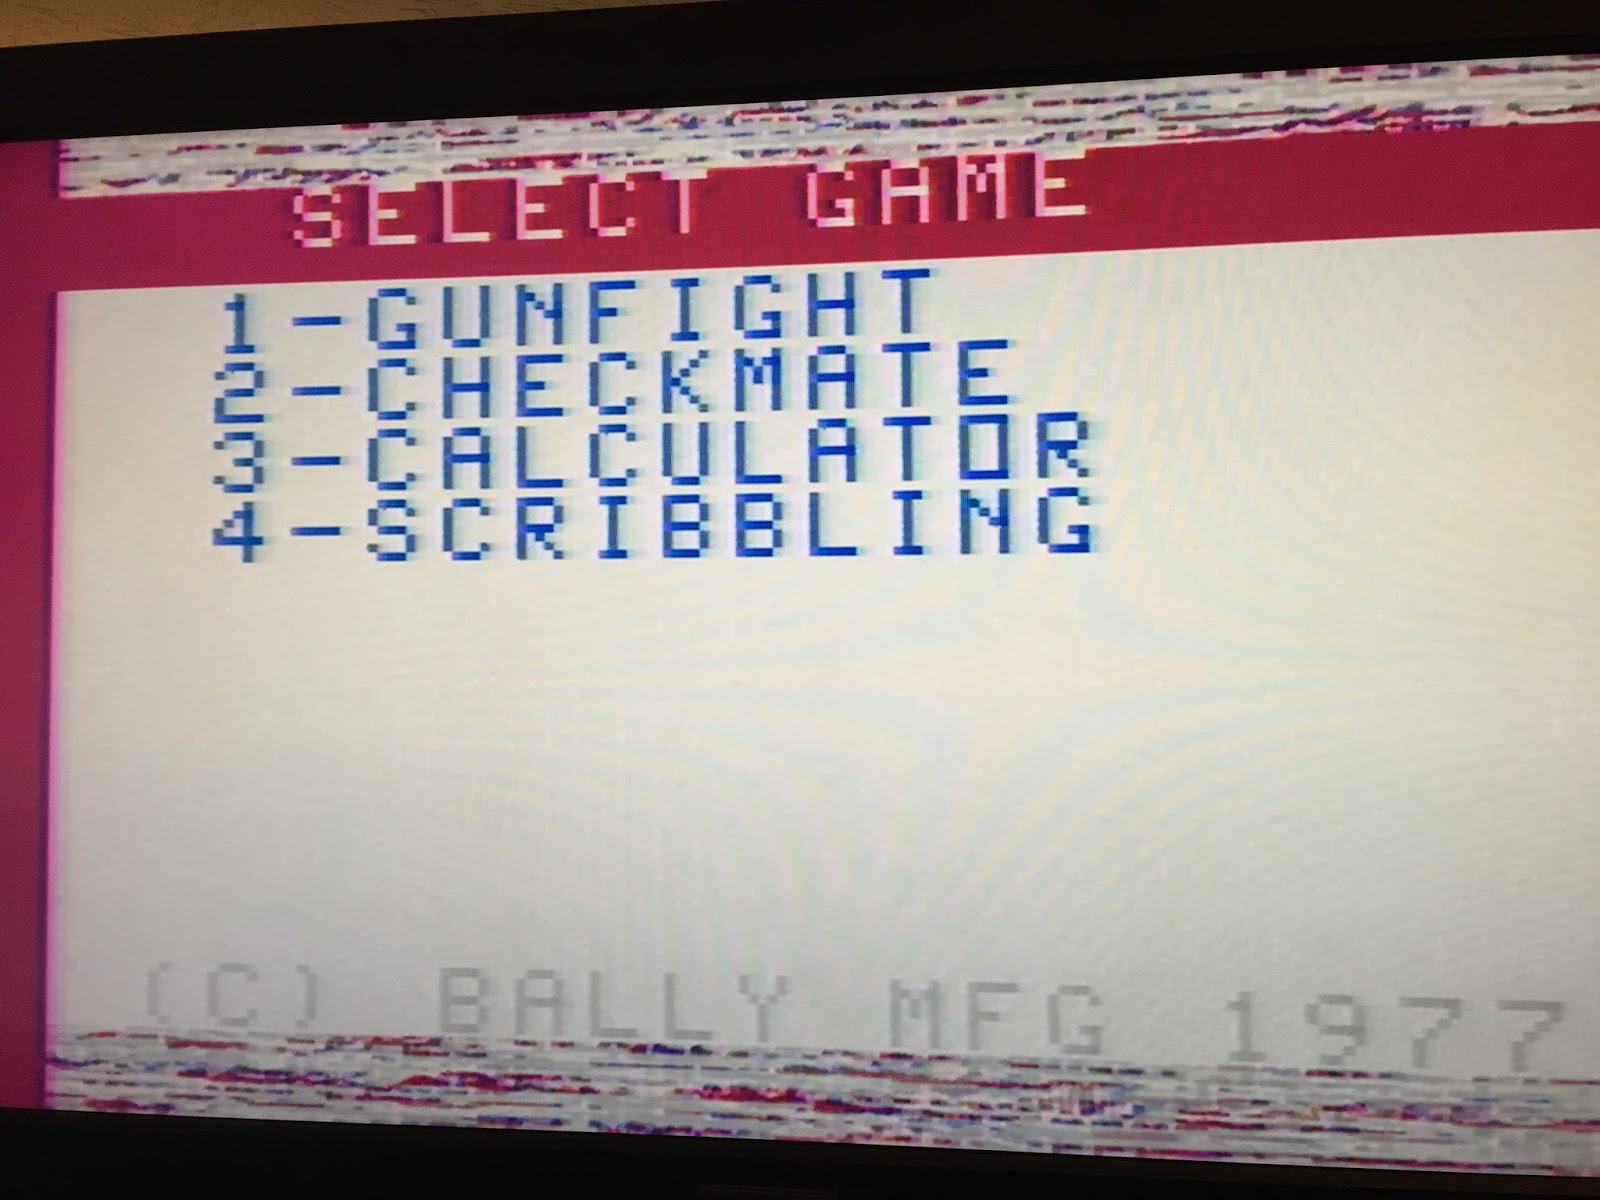 SELECT GAME
1-GUNFIGHT
2-CHECKMATE
3-CALCULATOR
4-SCRIBBLING
(C) BALLY MFG 1977